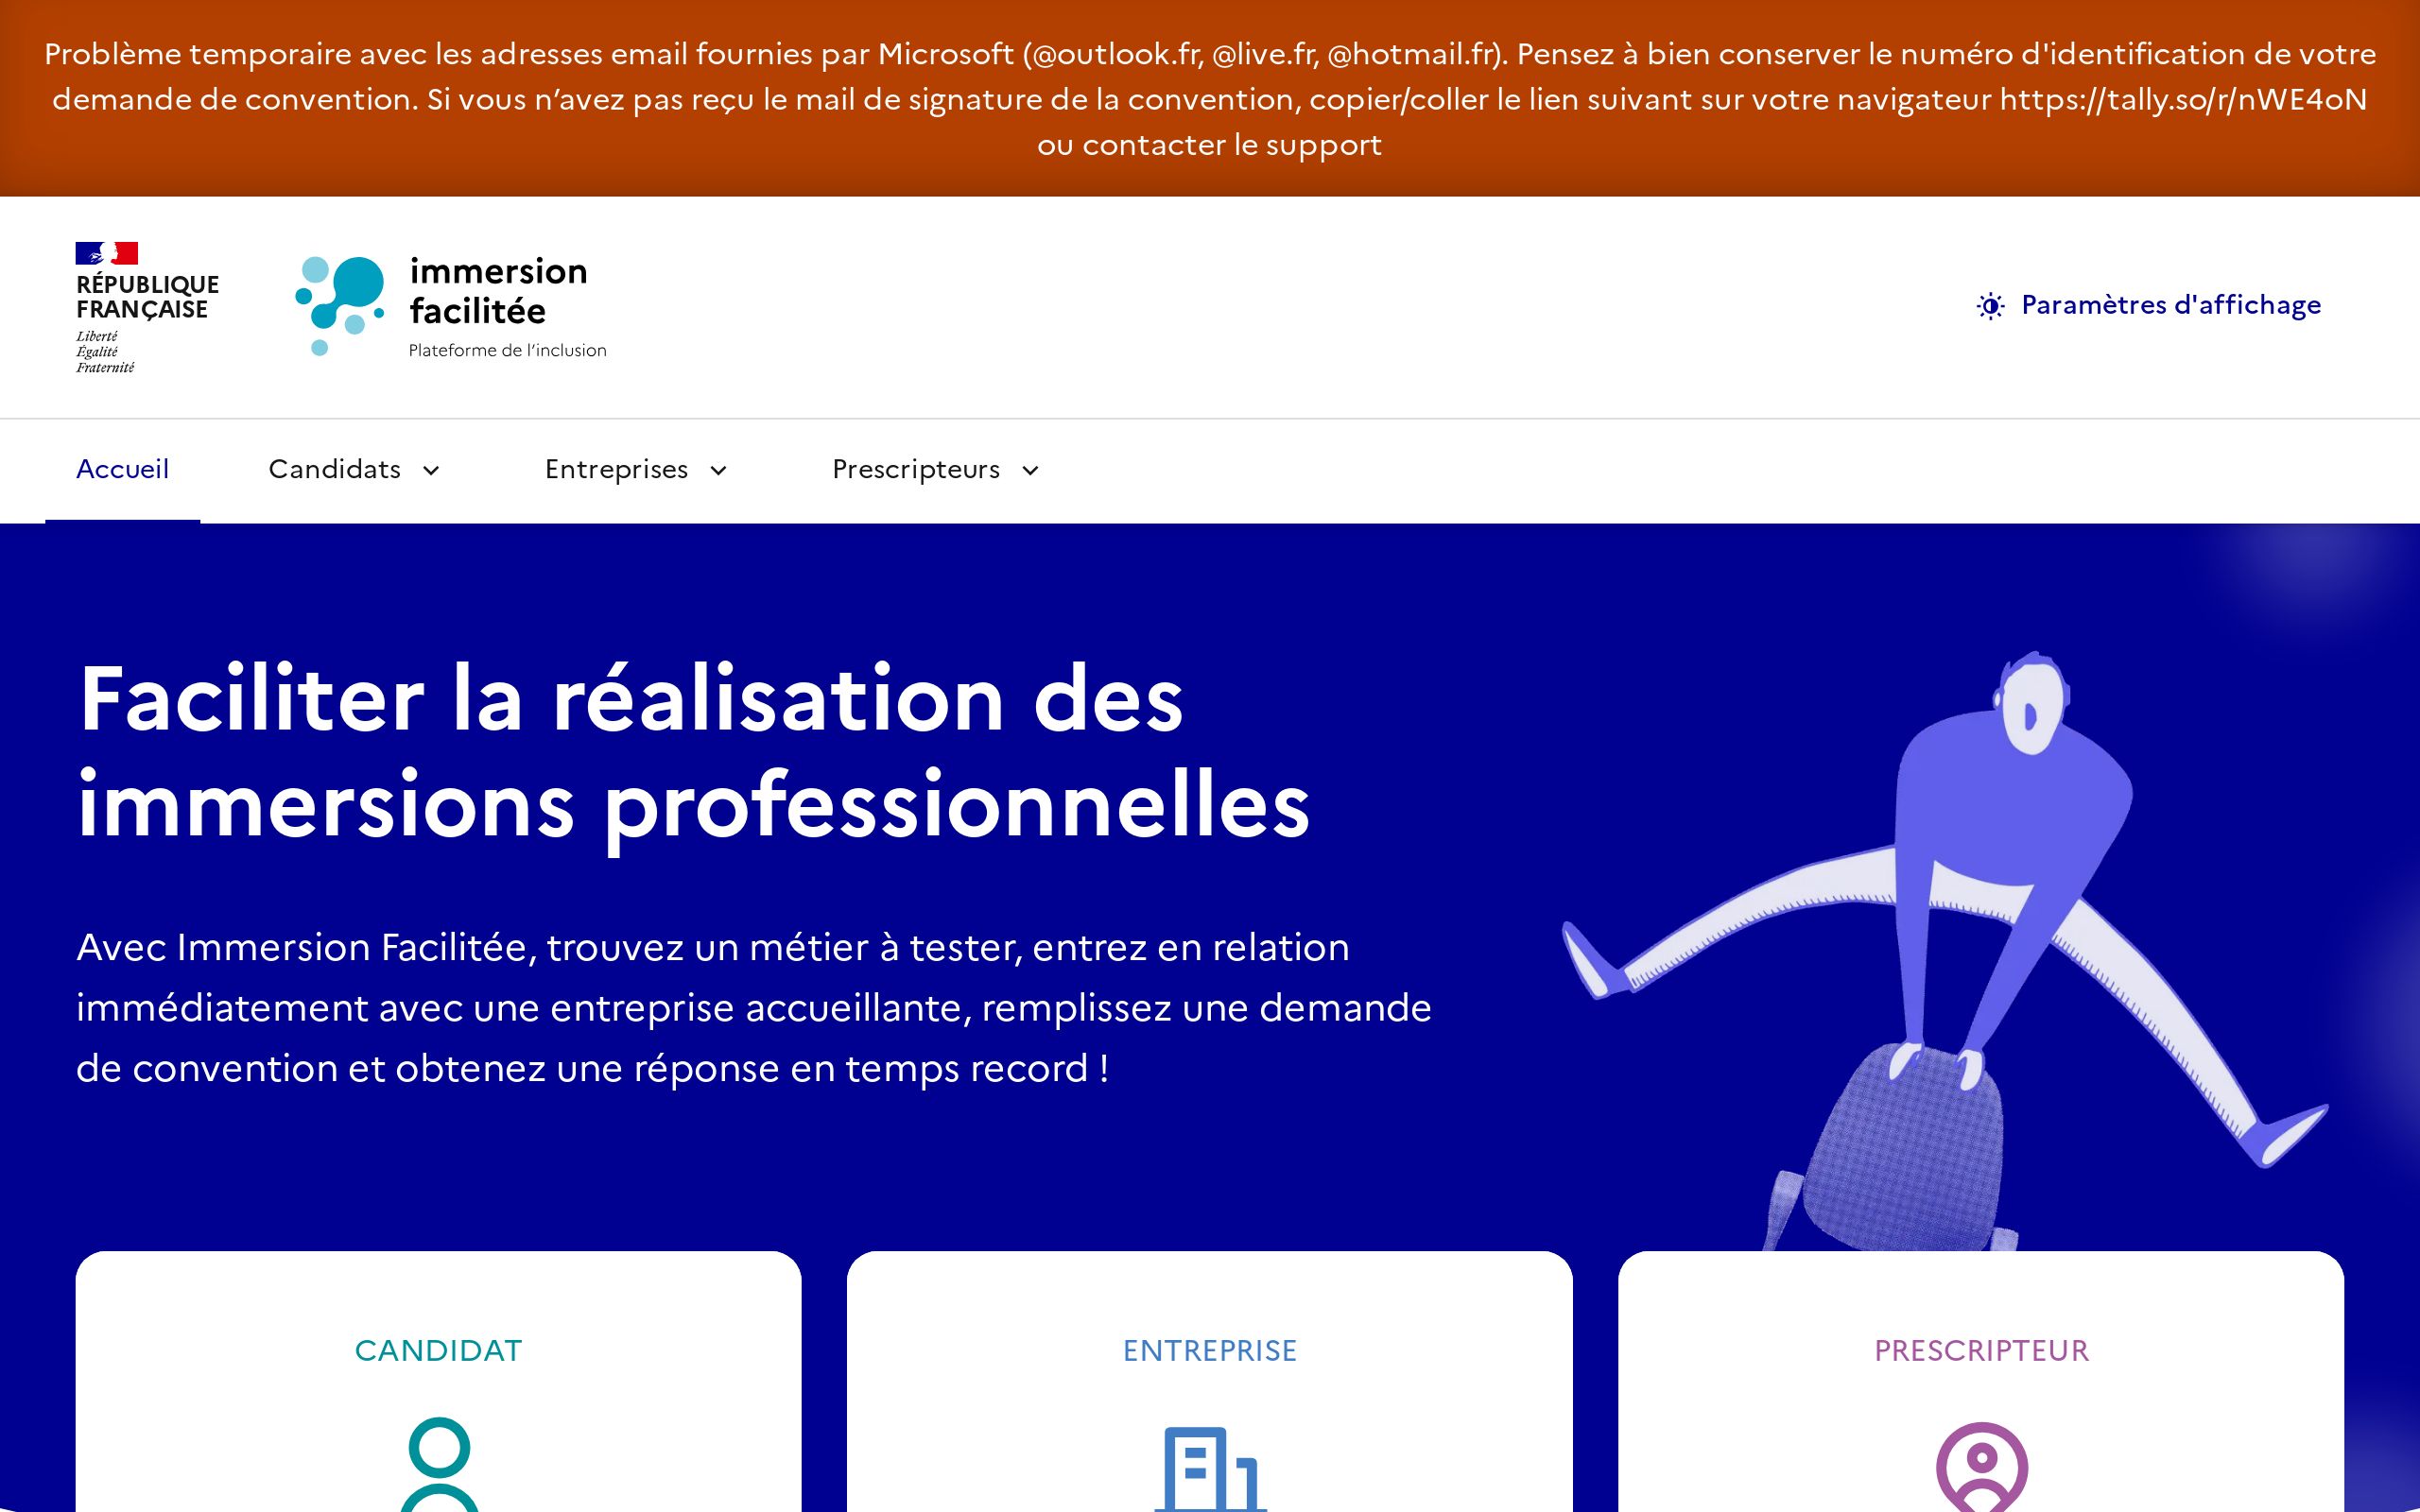 Problème temporaire avec les adresses email fournies par Microsoft (@outlook.fr, @live.fr, @hotmail.fr). Pensez à bien conserver le numéro d'identification de votre
demande de convention. Si vous n’avez pas reçu le mail de signature de la convention, copier/coller le lien suivant sur votre navigateur https://tally.so/r/nWE4oN
ou contacter le support
RÉPUBLIQUE
FRANÇAISE
Liberté
Égalité
Fraternité
immersion
facilitée
Plateforme de l’inclusion
Paramètres d'affichage
Accueil
Candidats
Entreprises
Prescripteurs
Faciliter la réalisation des
immersions professionnelles
Avec Immersion Facilitée, trouvez un métier à tester, entrez en relation
immédiatement avec une entreprise accueillante, remplissez une demande
de convention et obtenez une réponse en temps record !
CANDIDAT
ENTREPRISE
PRESCRIPTEUR